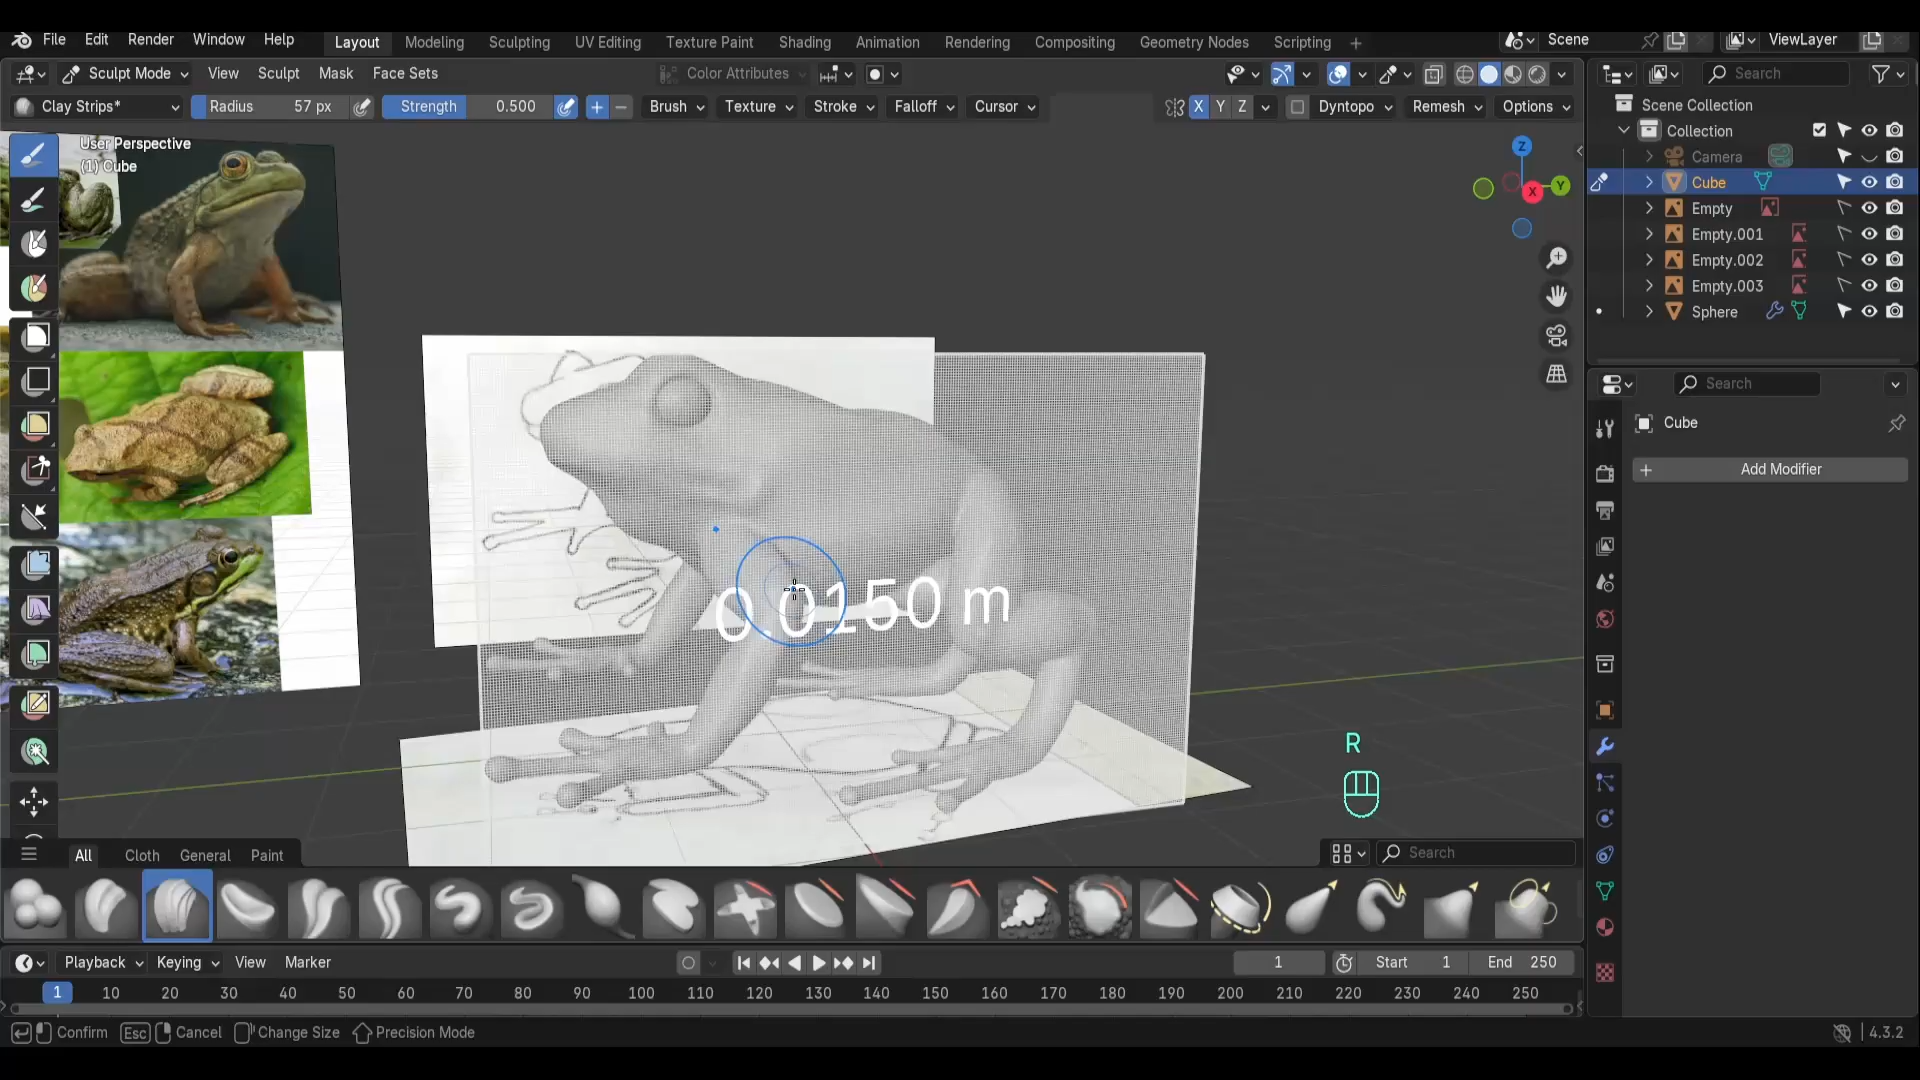 File Edit Render Window Help Layout Modeling Sculpting UV Editing Texture Paint Shading Animation Rendering Compositing Geometry Nodes Scripting + Scene ViewLayer
Sculpt Mode View Sculpt Mask Face Sets Color Attributes Search
Clay Strips* Radius 57 px Strength 0.500 Brush Texture Stroke Falloff Cursor X Y Z Dyntopo Remesh Options
User Perspective
(1) Cube
Z
X
Y
0.0150 m
R
Scene Collection
Collection
Camera
Cube
Empty
Empty.001
Empty.002
Empty.003
Sphere
Search
Cube
+ Add Modifier
All Cloth General Paint Search
Playback Keying View Marker 1 Start 1 End 250
1 10 20 30 40 50 60 70 80 90 100 110 120 130 140 150 160 170 180 190 200 210 220 230 240 250
Confirm Esc Cancel Change Size Precision Mode 4.3.2